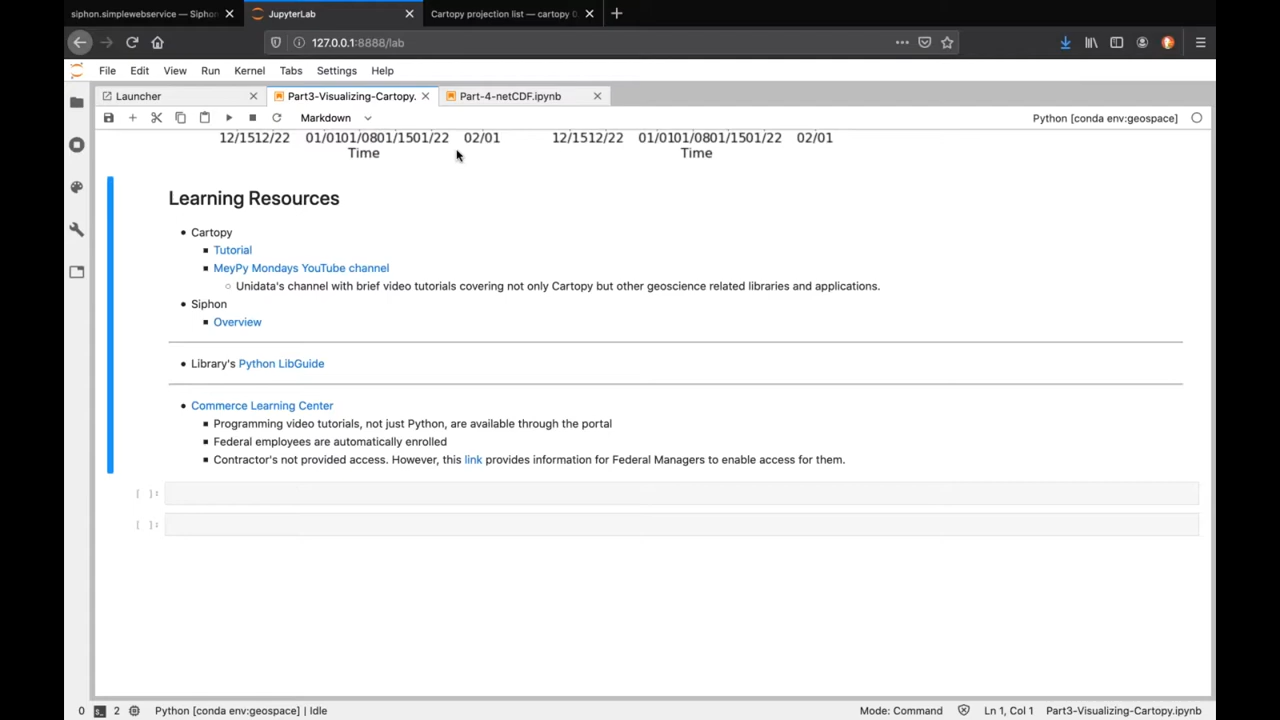 siphon.simplewebservice — Siphon
JupyterLab
Cartopy projection list — cartopy
127.0.0.1:8888/lab
File Edit View Run Kernel Tabs Settings Help
Launcher
Part3-Visualizing-Cartopy.
Part-4-netCDF.ipynb
Markdown
Python [conda env:geospace]
12/1512/22 01/0101/0801/1501/22 02/01 12/1512/22 01/0101/0801/1501/22 02/01
Time Time
Learning Resources
• Cartopy
▪ Tutorial
▪ MeyPy Mondays YouTube channel
○ Unidata's channel with brief video tutorials covering not only Cartopy but other geoscience related libraries and applications.
• Siphon
▪ Overview
• Library's Python LibGuide
• Commerce Learning Center
▪ Programming video tutorials, not just Python, are available through the portal
▪ Federal employees are automatically enrolled
▪ Contractor's not provided access. However, this link provides information for Federal Managers to enable access for them.
[ ]:
[ ]:
0 2 Python [conda env:geospace] | Idle Mode: Command Ln 1, Col 1 Part3-Visualizing-Cartopy.ipynb